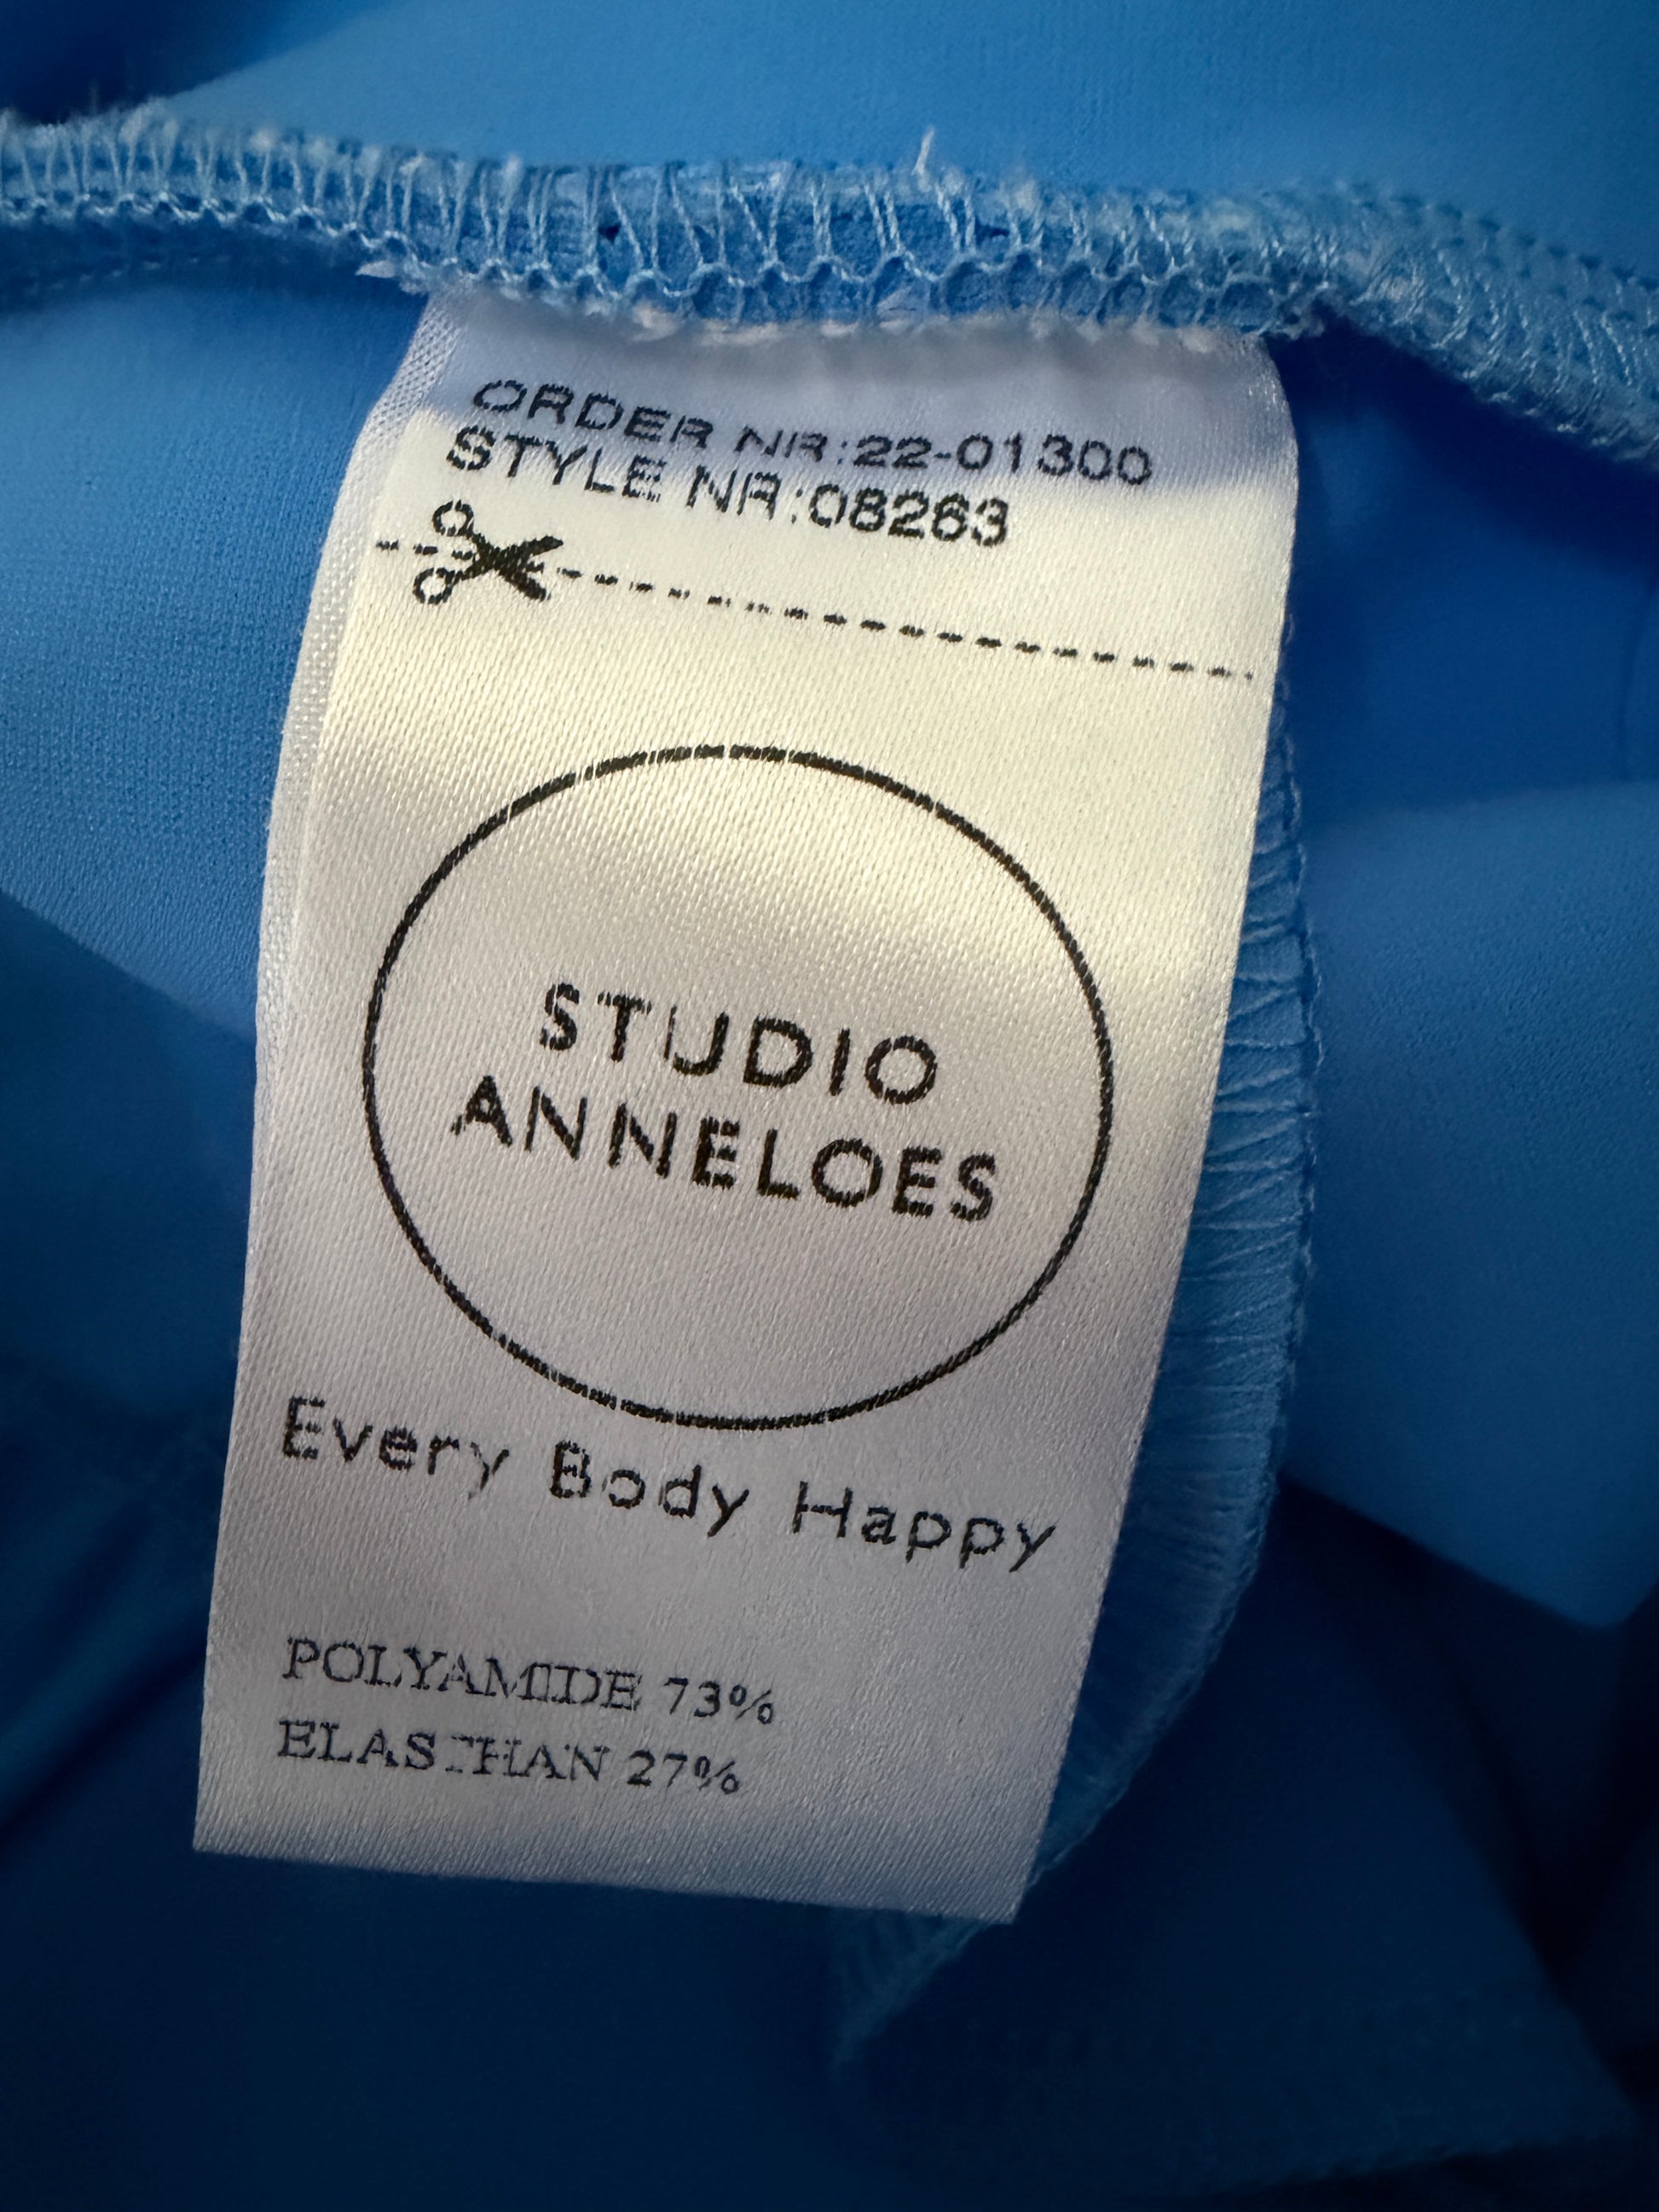 ORDER NR:22-01300
STYLE NR:08263
STUDIO
ANNELOES
Every Body Happy
POLYAMIDE 73%
ELASTHAN 27%